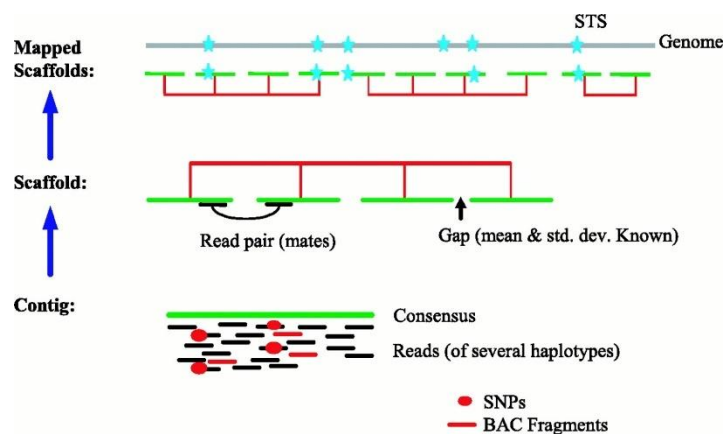 STS
Genome
Mapped
Scaffolds:
Scaffold:
Read pair (mates)
Gap (mean & std. dev. Known)
Contig:
Consensus
Reads (of several haplotypes)
SNPs
BAC Fragments